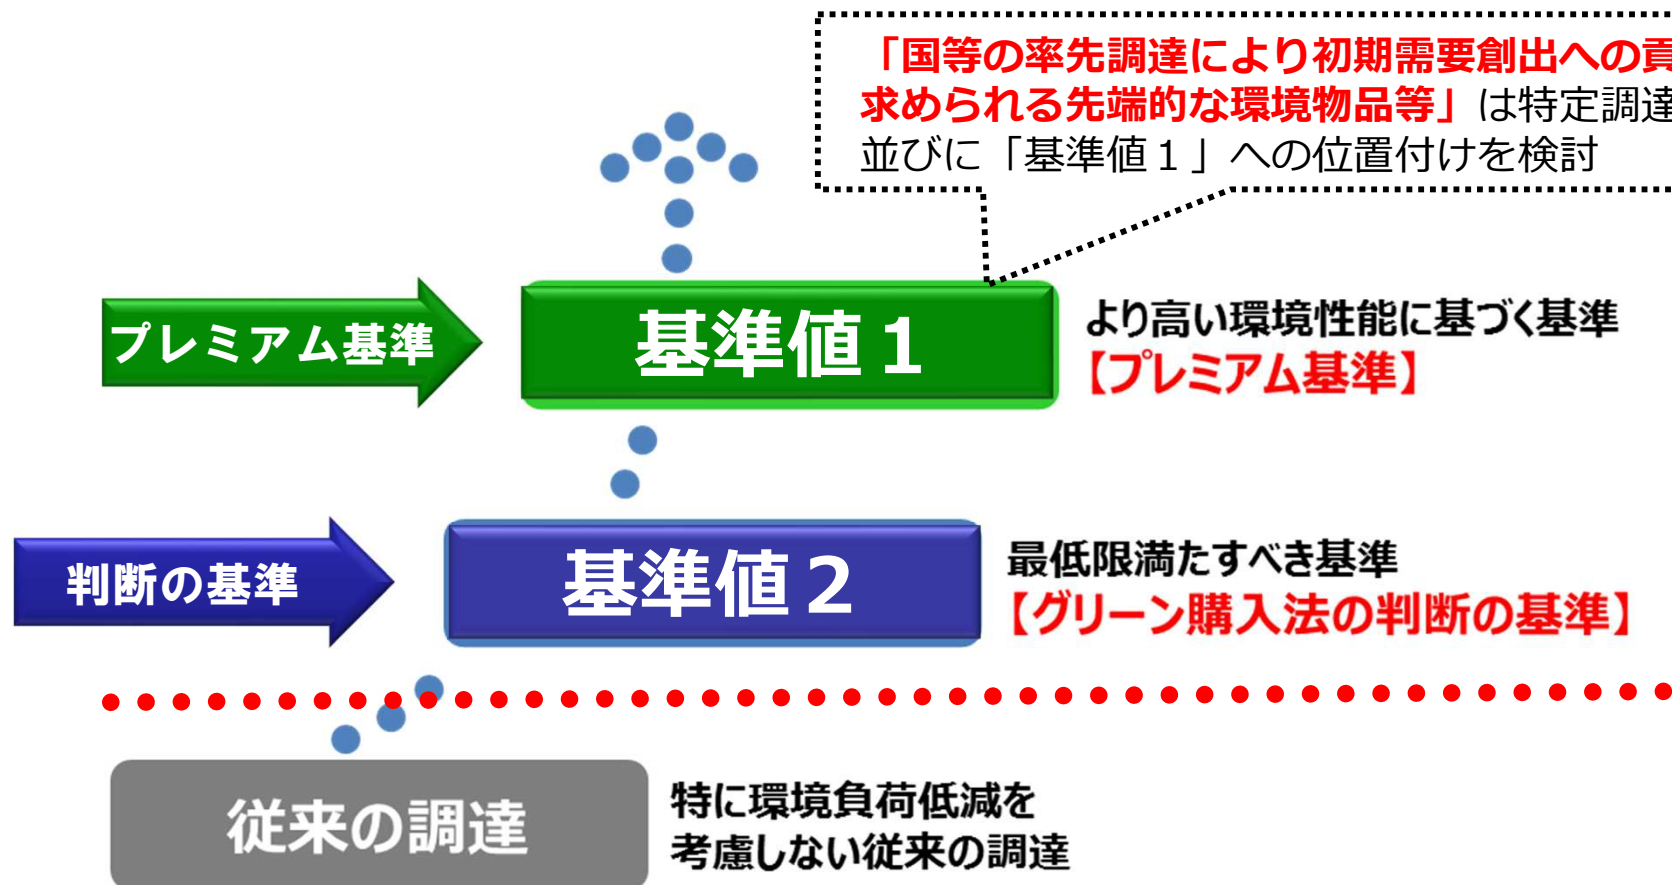 「国等の率先調達により初期需要創出への貢
求められる先端的な環境物品等」は特定調達
並びに「基準値１」への位置付けを検討
プレミアム基準
基準値１
より高い環境性能に基づく基準
【プレミアム基準】
判断の基準
基準値２
最低限満たすべき基準
【グリーン購入法の判断の基準】
従来の調達
特に環境負荷低減を
考慮しない従来の調達